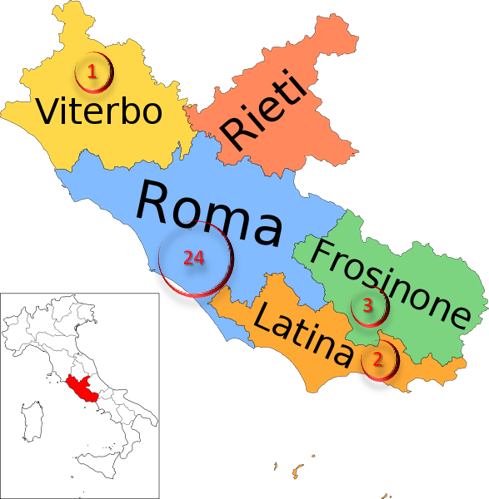 1
Viterbo
Rieti
Roma
24
Frosinone
3
Latina
2